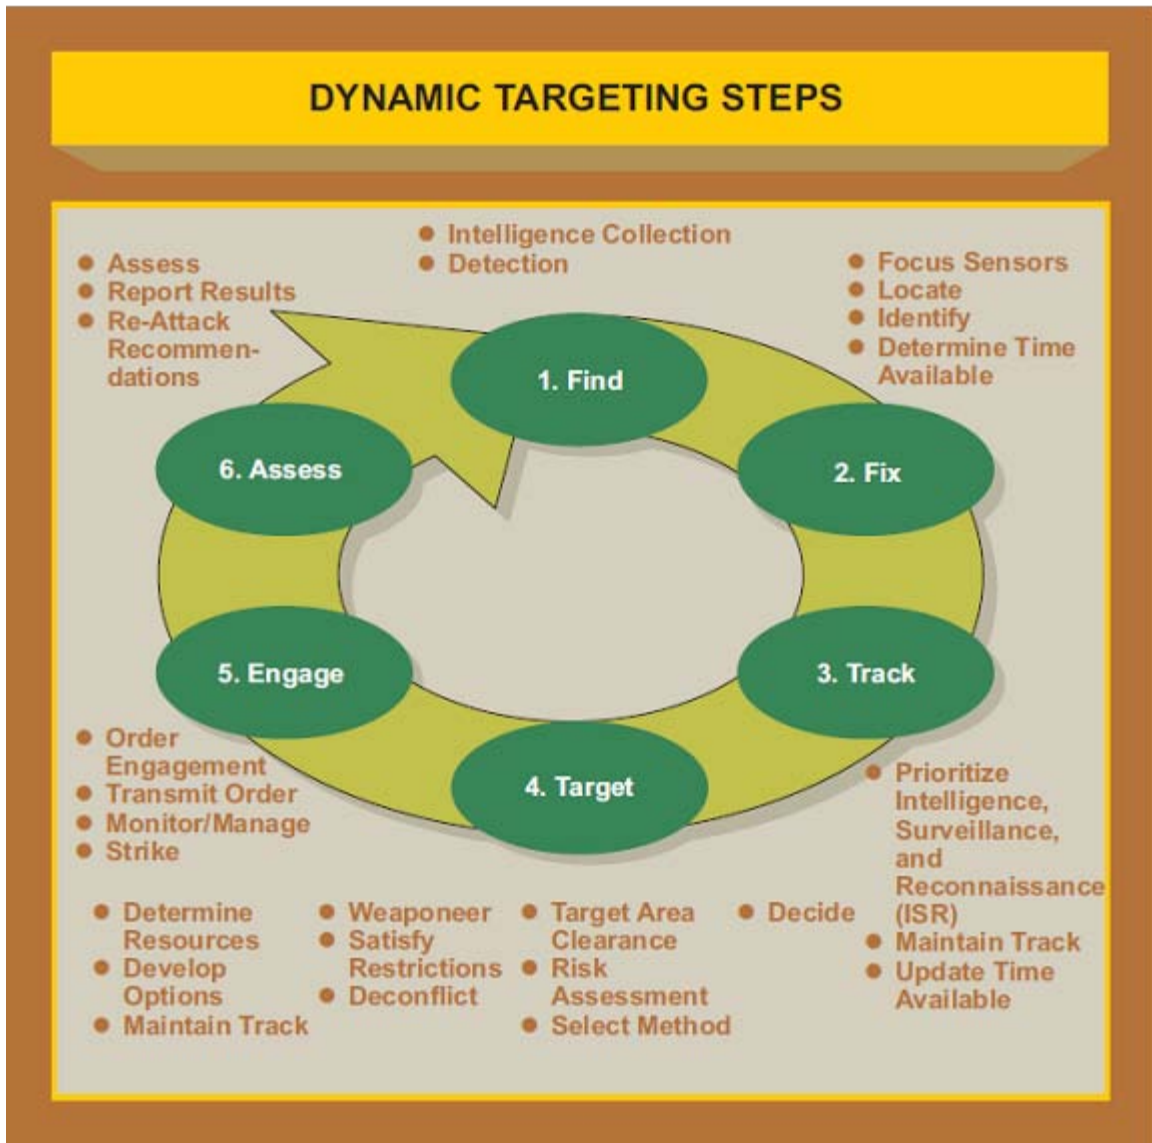 DYNAMIC TARGETING STEPS
● Intelligence Collection
● Detection
● Assess
● Report Results
● Re-Attack
Recommen-
dations
● Focus Sensors
● Locate
● Identify
● Determine Time
Available
1. Find
2. Fix
3. Track
4. Target
5. Engage
6. Assess
● Prioritize
Intelligence,
Surveillance,
and
Reconnaissance
(ISR)
● Maintain Track
● Update Time
Available
● Order
Engagement
● Transmit Order
● Monitor/Manage
● Strike
● Determine
Resources
● Develop
Options
● Maintain Track
● Weaponeer
● Satisfy
Restrictions
● Deconflict
● Target Area
Clearance
● Risk
Assessment
● Select Method
● Decide